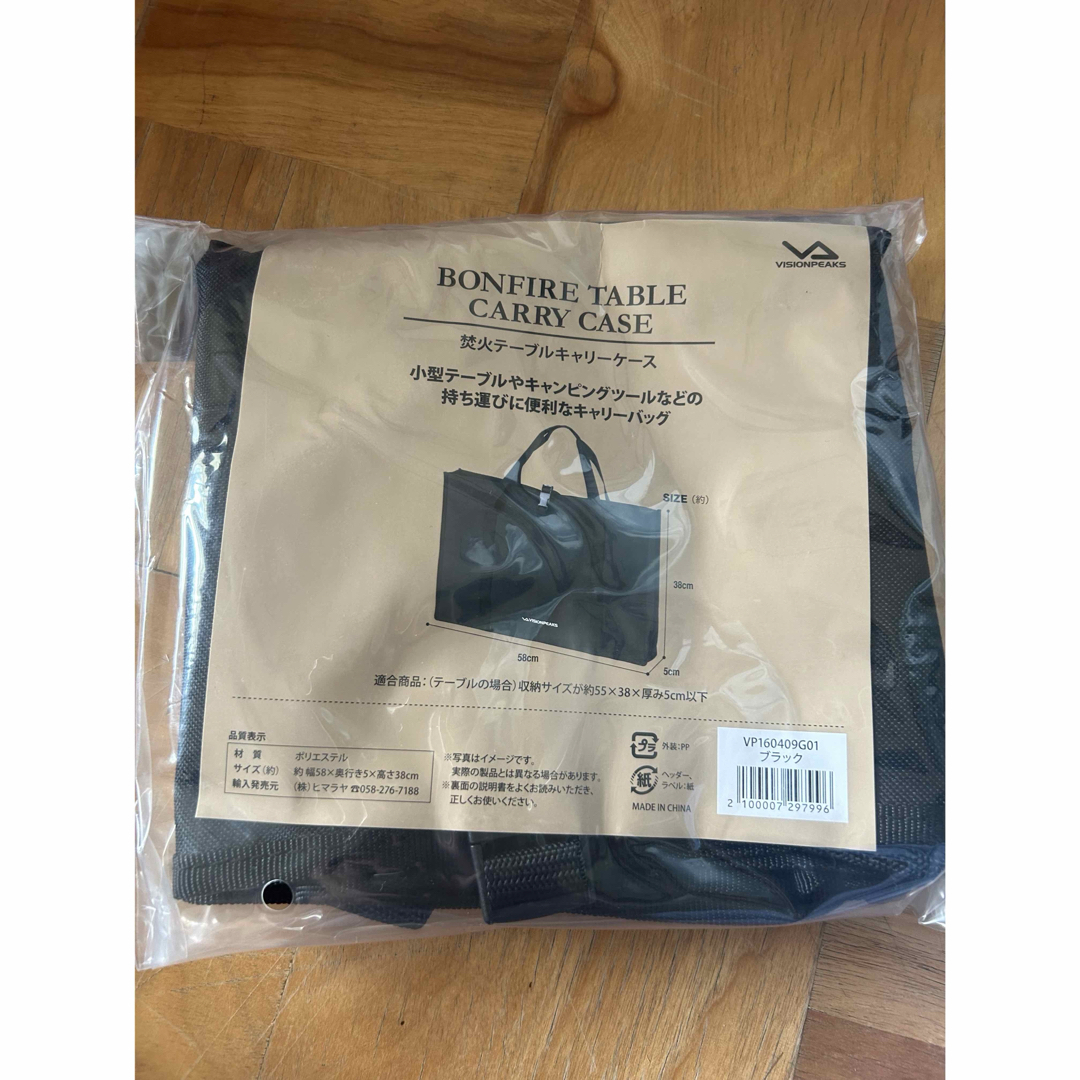 VISIONPEAKS
BONFIRE TABLE
CARRY CASE
焚火テーブルキャリーケース
小型テーブルやキャンピングツールなどの
持ち運びに便利なキャリーバッグ
SIZE（約）
38cm
VISIONPEAKS
58cm
5cm
適合商品：（テーブルの場合）収納サイズが約55×38×厚み5cm以下
品質表示
材 質 ポリエステル
サイズ（約） 約 幅58×奥行き5×高さ38cm
輸入発売元 （株）ヒマラヤ ☎058-276-7188
※写真はイメージです。
実際の製品とは異なる場合があります。
※裏面の説明書をよくお読みいただき、
正しくお使いください。
プラ 外装：PP
紙 ヘッダー、
ラベル：紙
MADE IN CHINA
VP160409G01
ブラック
2 100007 297996